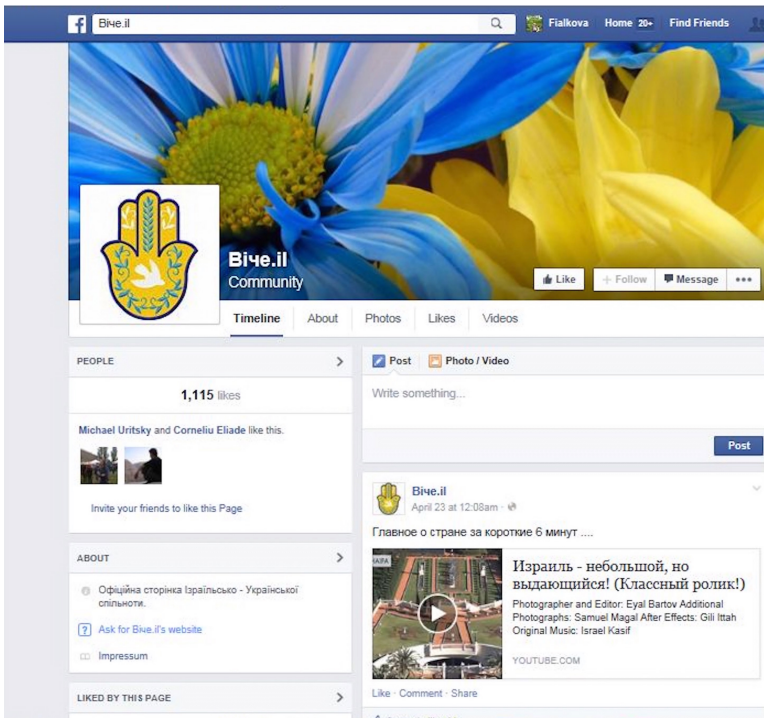 Віче.il
Fialkova Home 20+ Find Friends
Віче.il
Community
Like Follow Message
Timeline About Photos Likes Videos
PEOPLE
1,115 likes
Michael Uritsky and Corneliu Eliade like this.
Invite your friends to like this Page
ABOUT
Офіційна сторінка Ізраїльсько - Української
спільноти.
Ask for Віче.il's website
Impressum
LIKED BY THIS PAGE
Post Photo / Video
Write something...
Post
Віче.il
April 23 at 12:08am
Главное о стране за короткие 6 минут ....
HAIFA
Израиль - небольшой, но
выдающийся! (Классный ролик!)
Photographer and Editor: Eyal Bartov Additional
Photographs: Samuel Magal After Effects: Gili Ittah
Original Music: Israel Kasif
YOUTUBE.COM
Like · Comment · Share